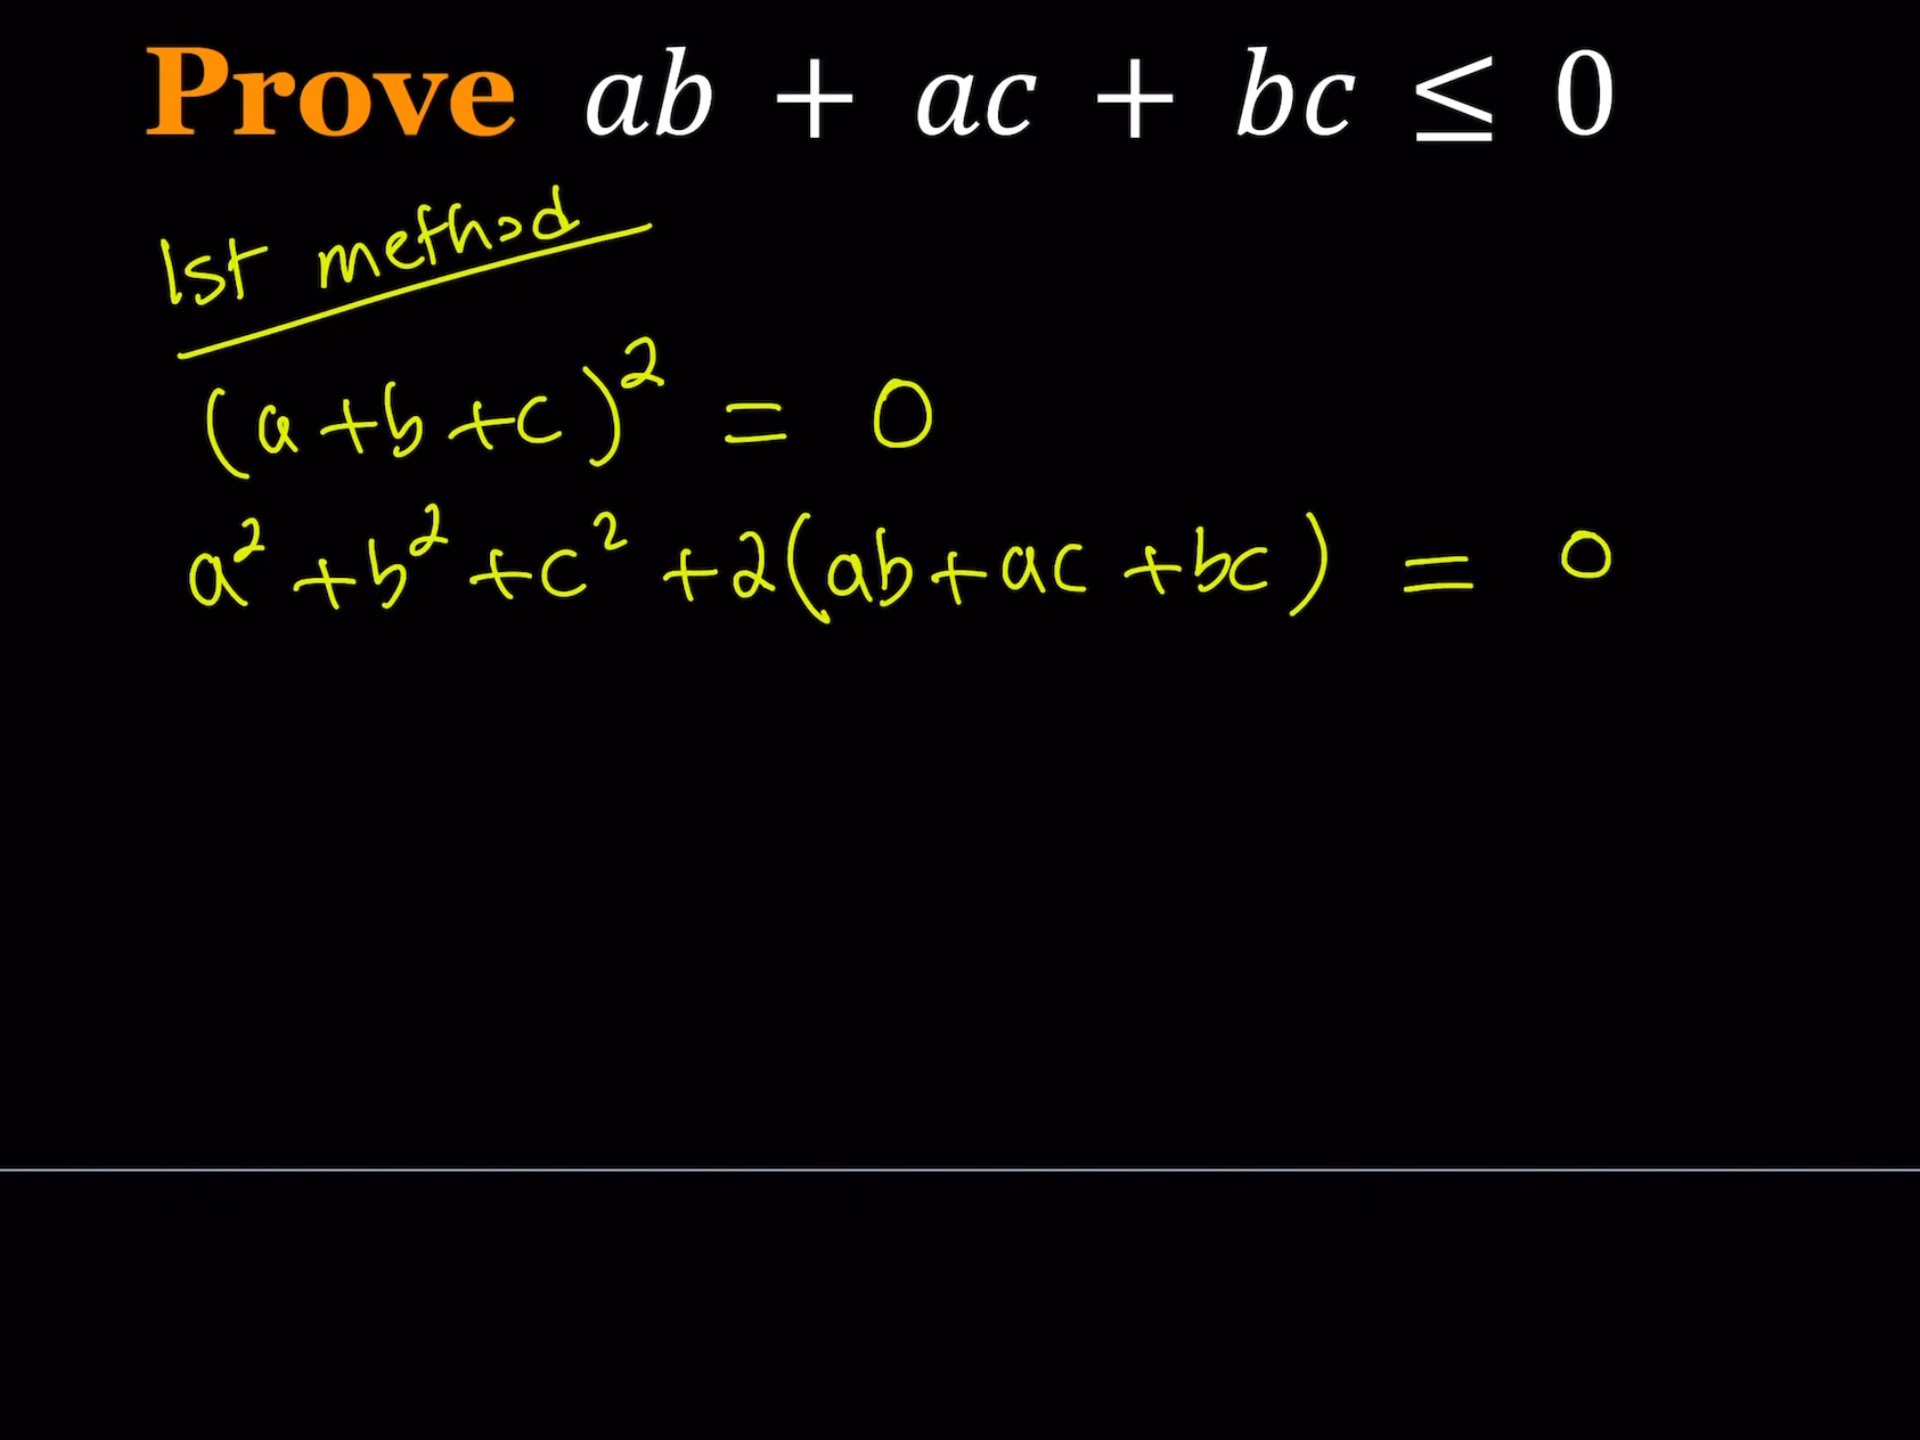 Prove ab + ac + bc ≤ 0
1st method
(a+b+c)² = 0
a² + b² + c² + 2(ab + ac + bc) = 0